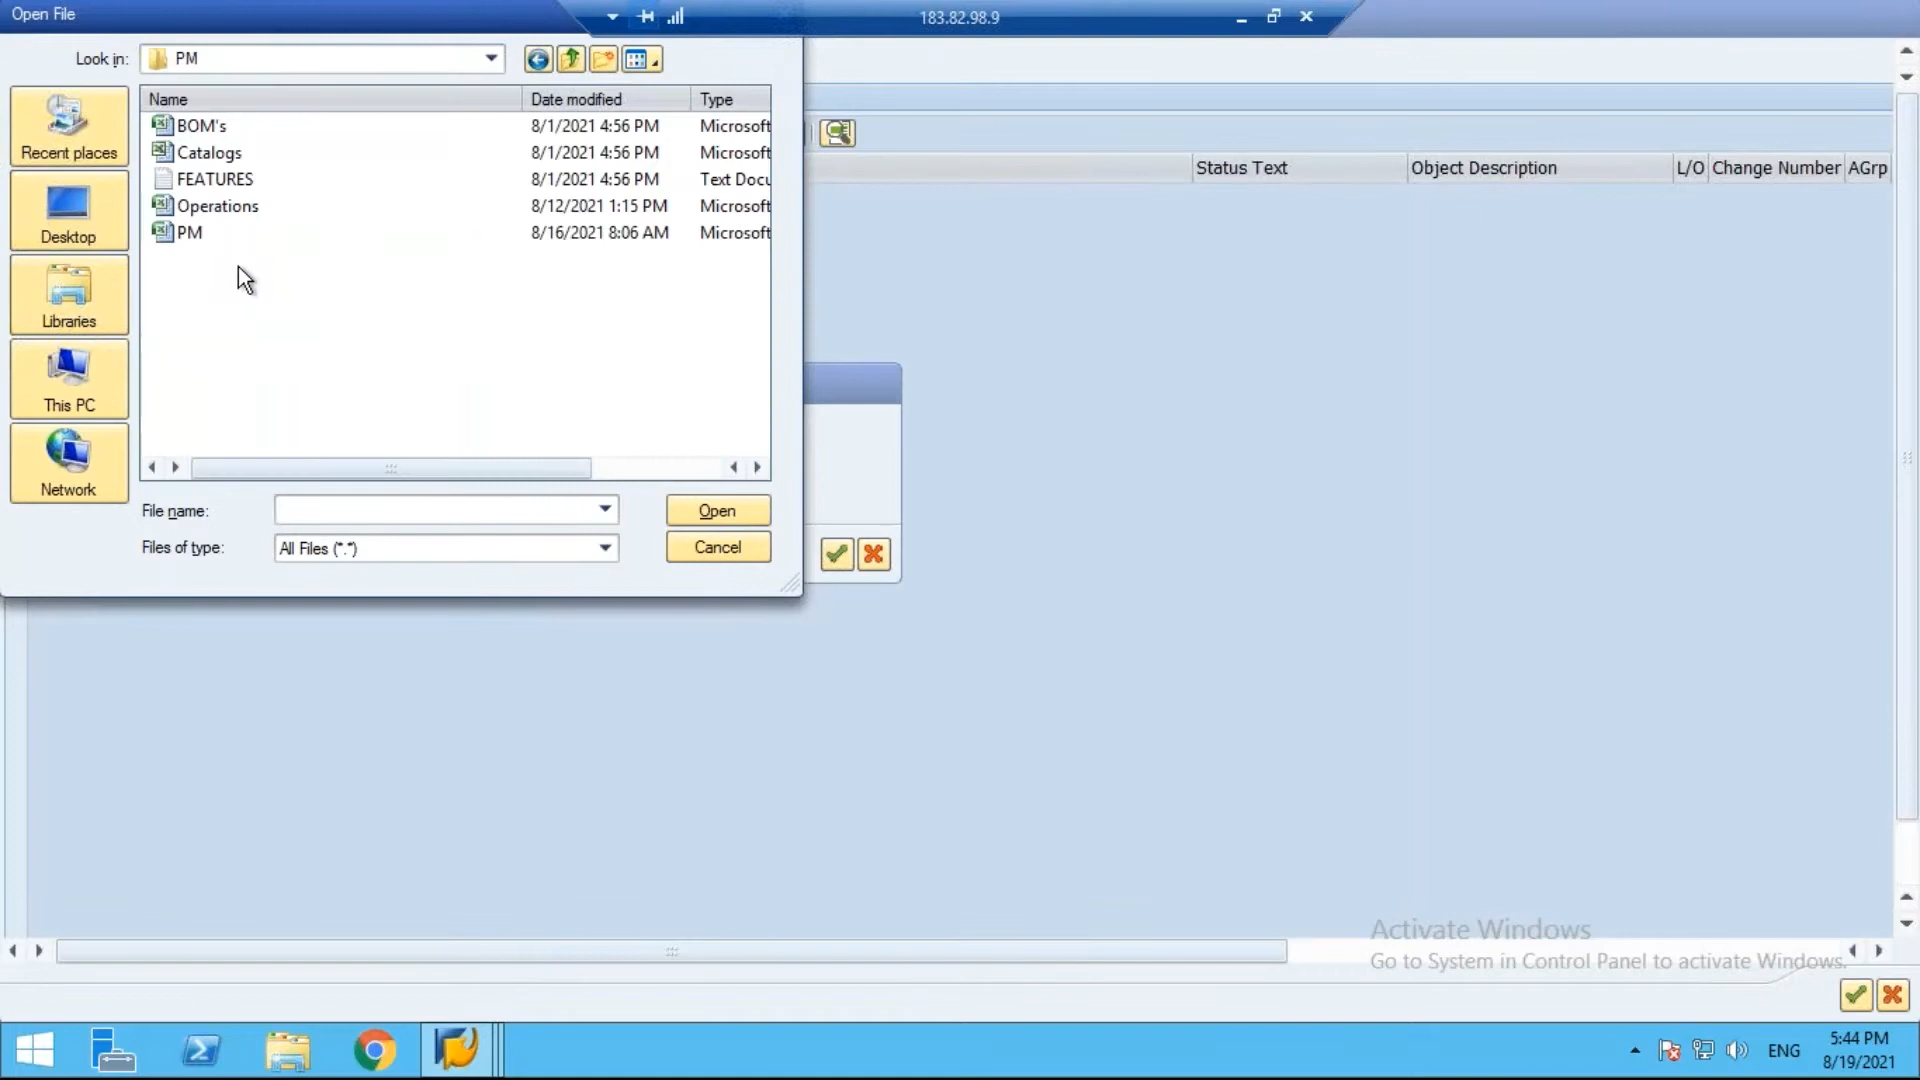 Open File
183.82.98.9
Look in:
PM
Name
Date modified
Type
BOM's
8/1/2021 4:56 PM
Microsoft
Catalogs
8/1/2021 4:56 PM
Microsoft
FEATURES
8/1/2021 4:56 PM
Text Docu
Operations
8/12/2021 1:15 PM
Microsoft
PM
8/16/2021 8:06 AM
Microsoft
Recent places
Desktop
Libraries
This PC
Network
File name:
Open
Files of type:
All Files (*.*)
Cancel
Status Text
Object Description
L/O
Change Number
AGrp
Activate Windows
Go to System in Control Panel to activate Windows.
ENG
5:44 PM
8/19/2021